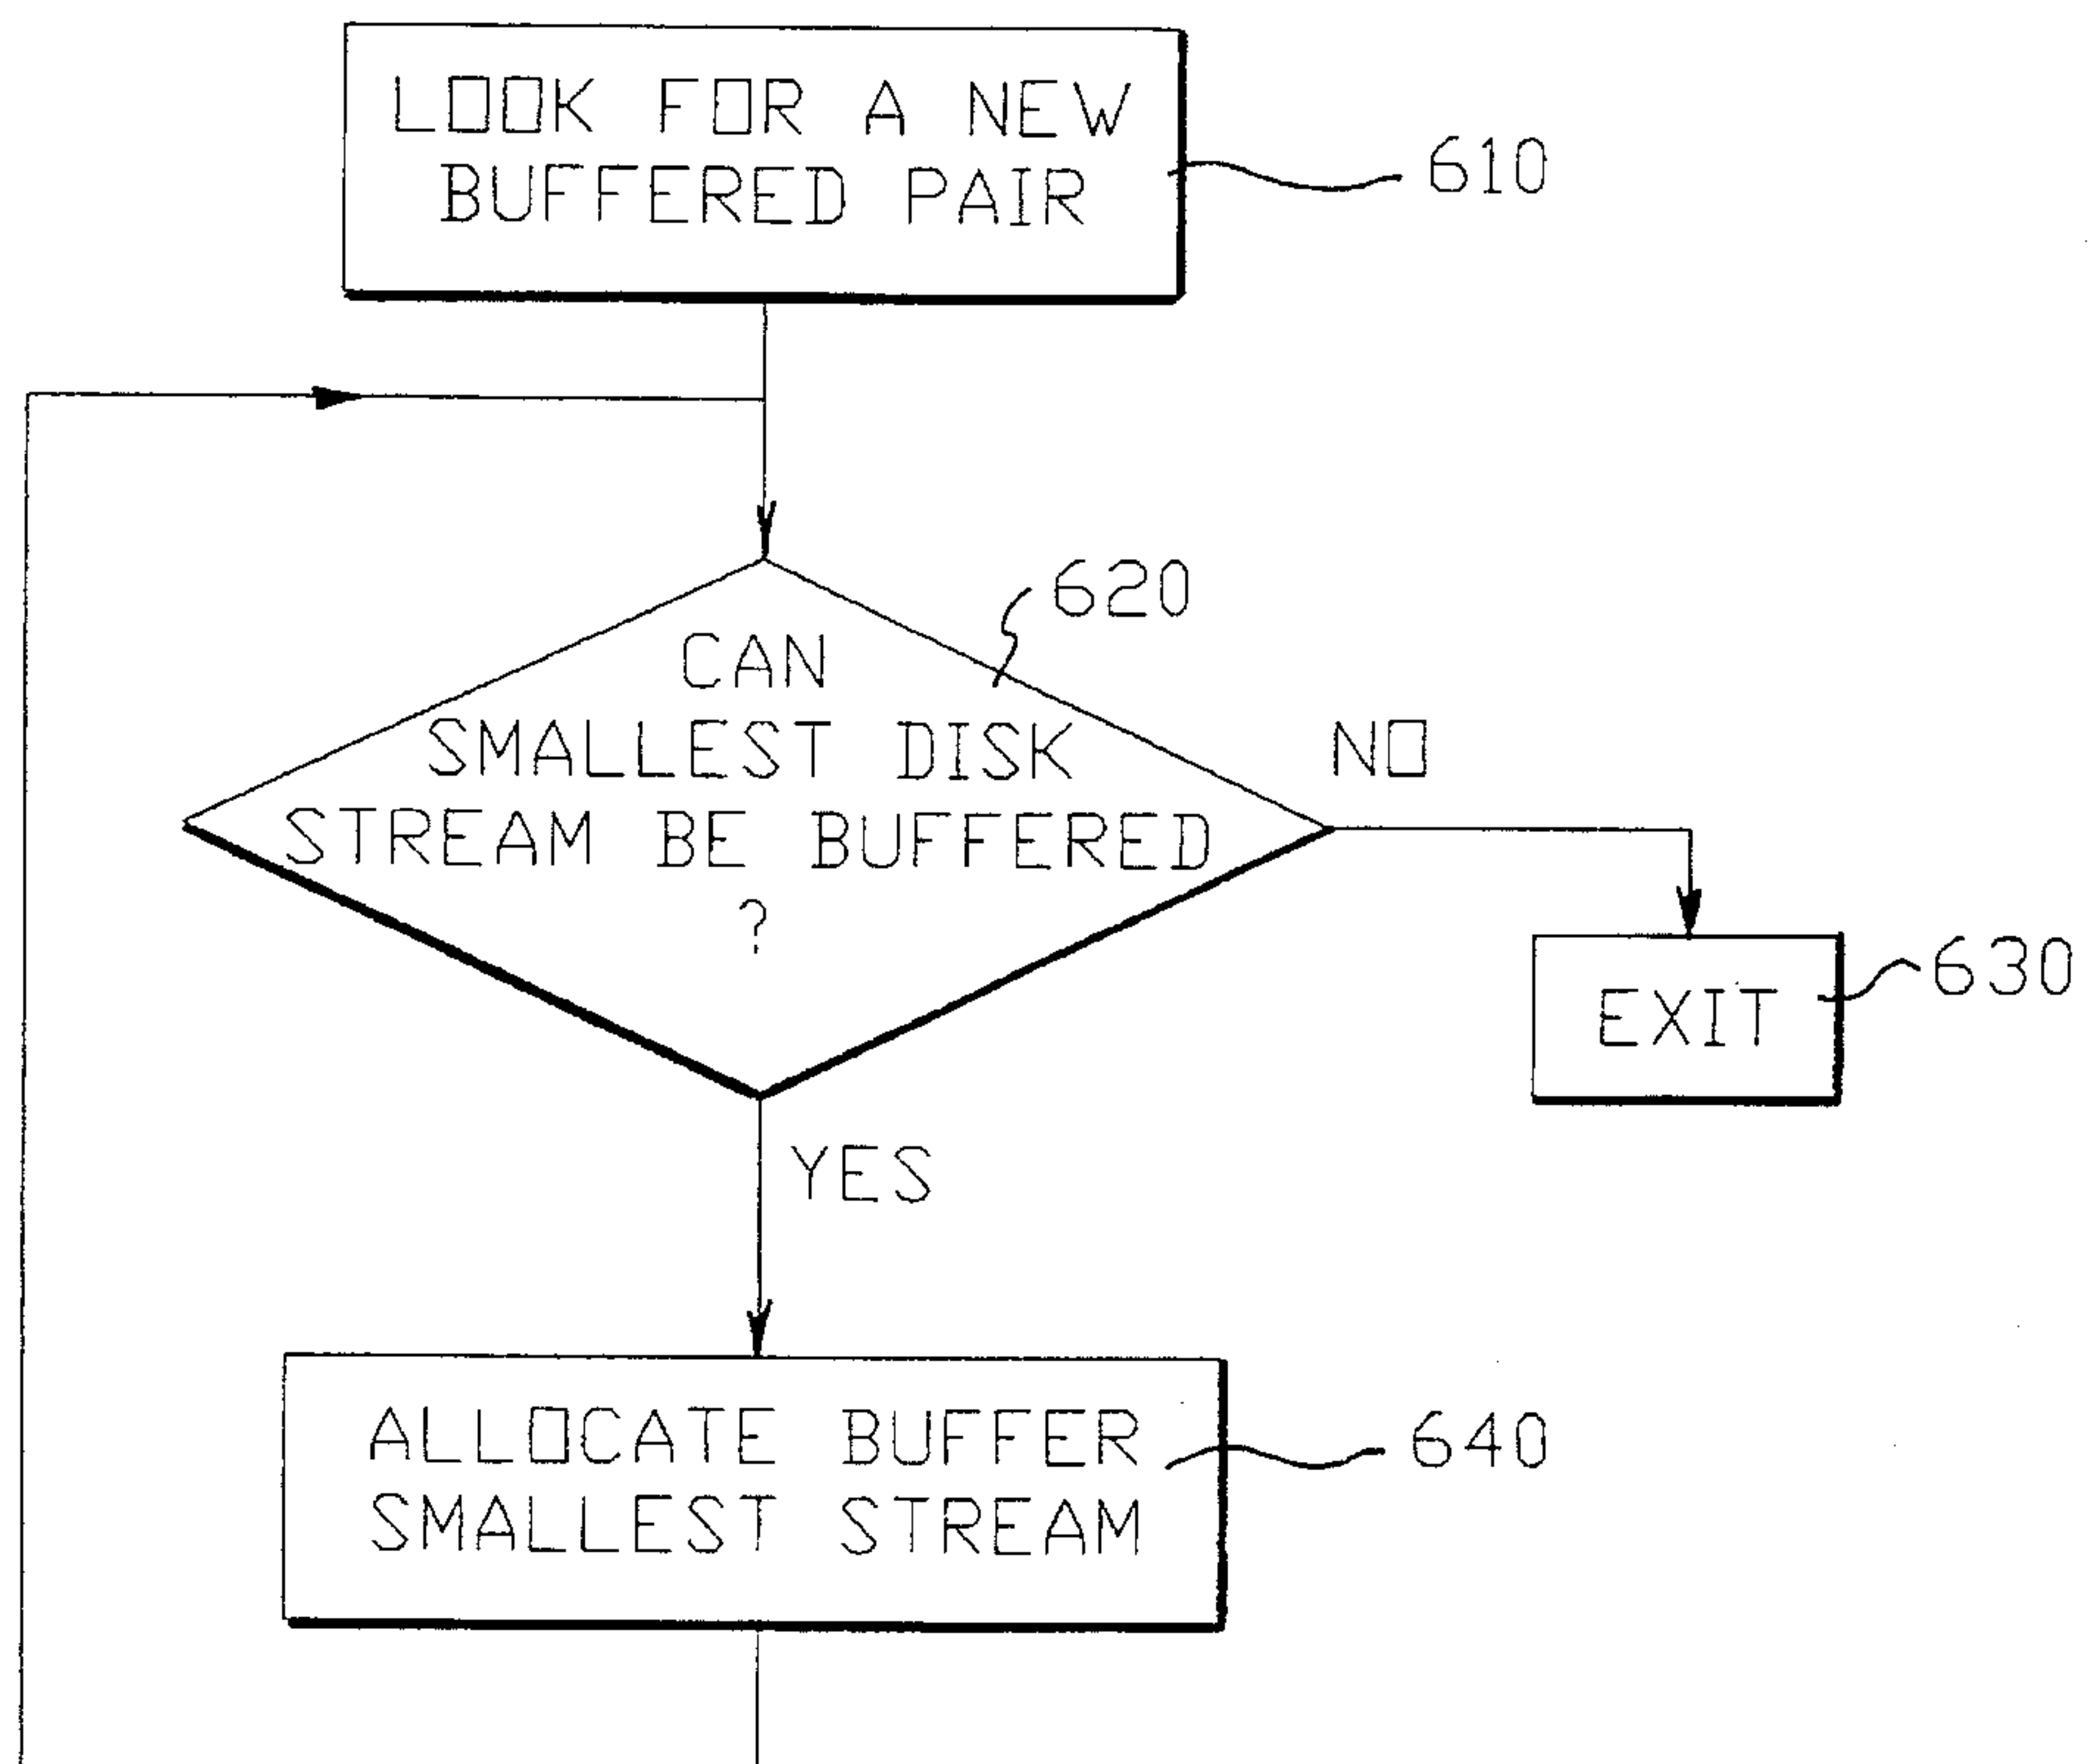 LOOK FOR A NEW
BUFFERED PAIR
610
620
CAN
SMALLEST DISK
STREAM BE BUFFERED
?
NO
630
EXIT
YES
ALLOCATE BUFFER
SMALLEST STREAM
640